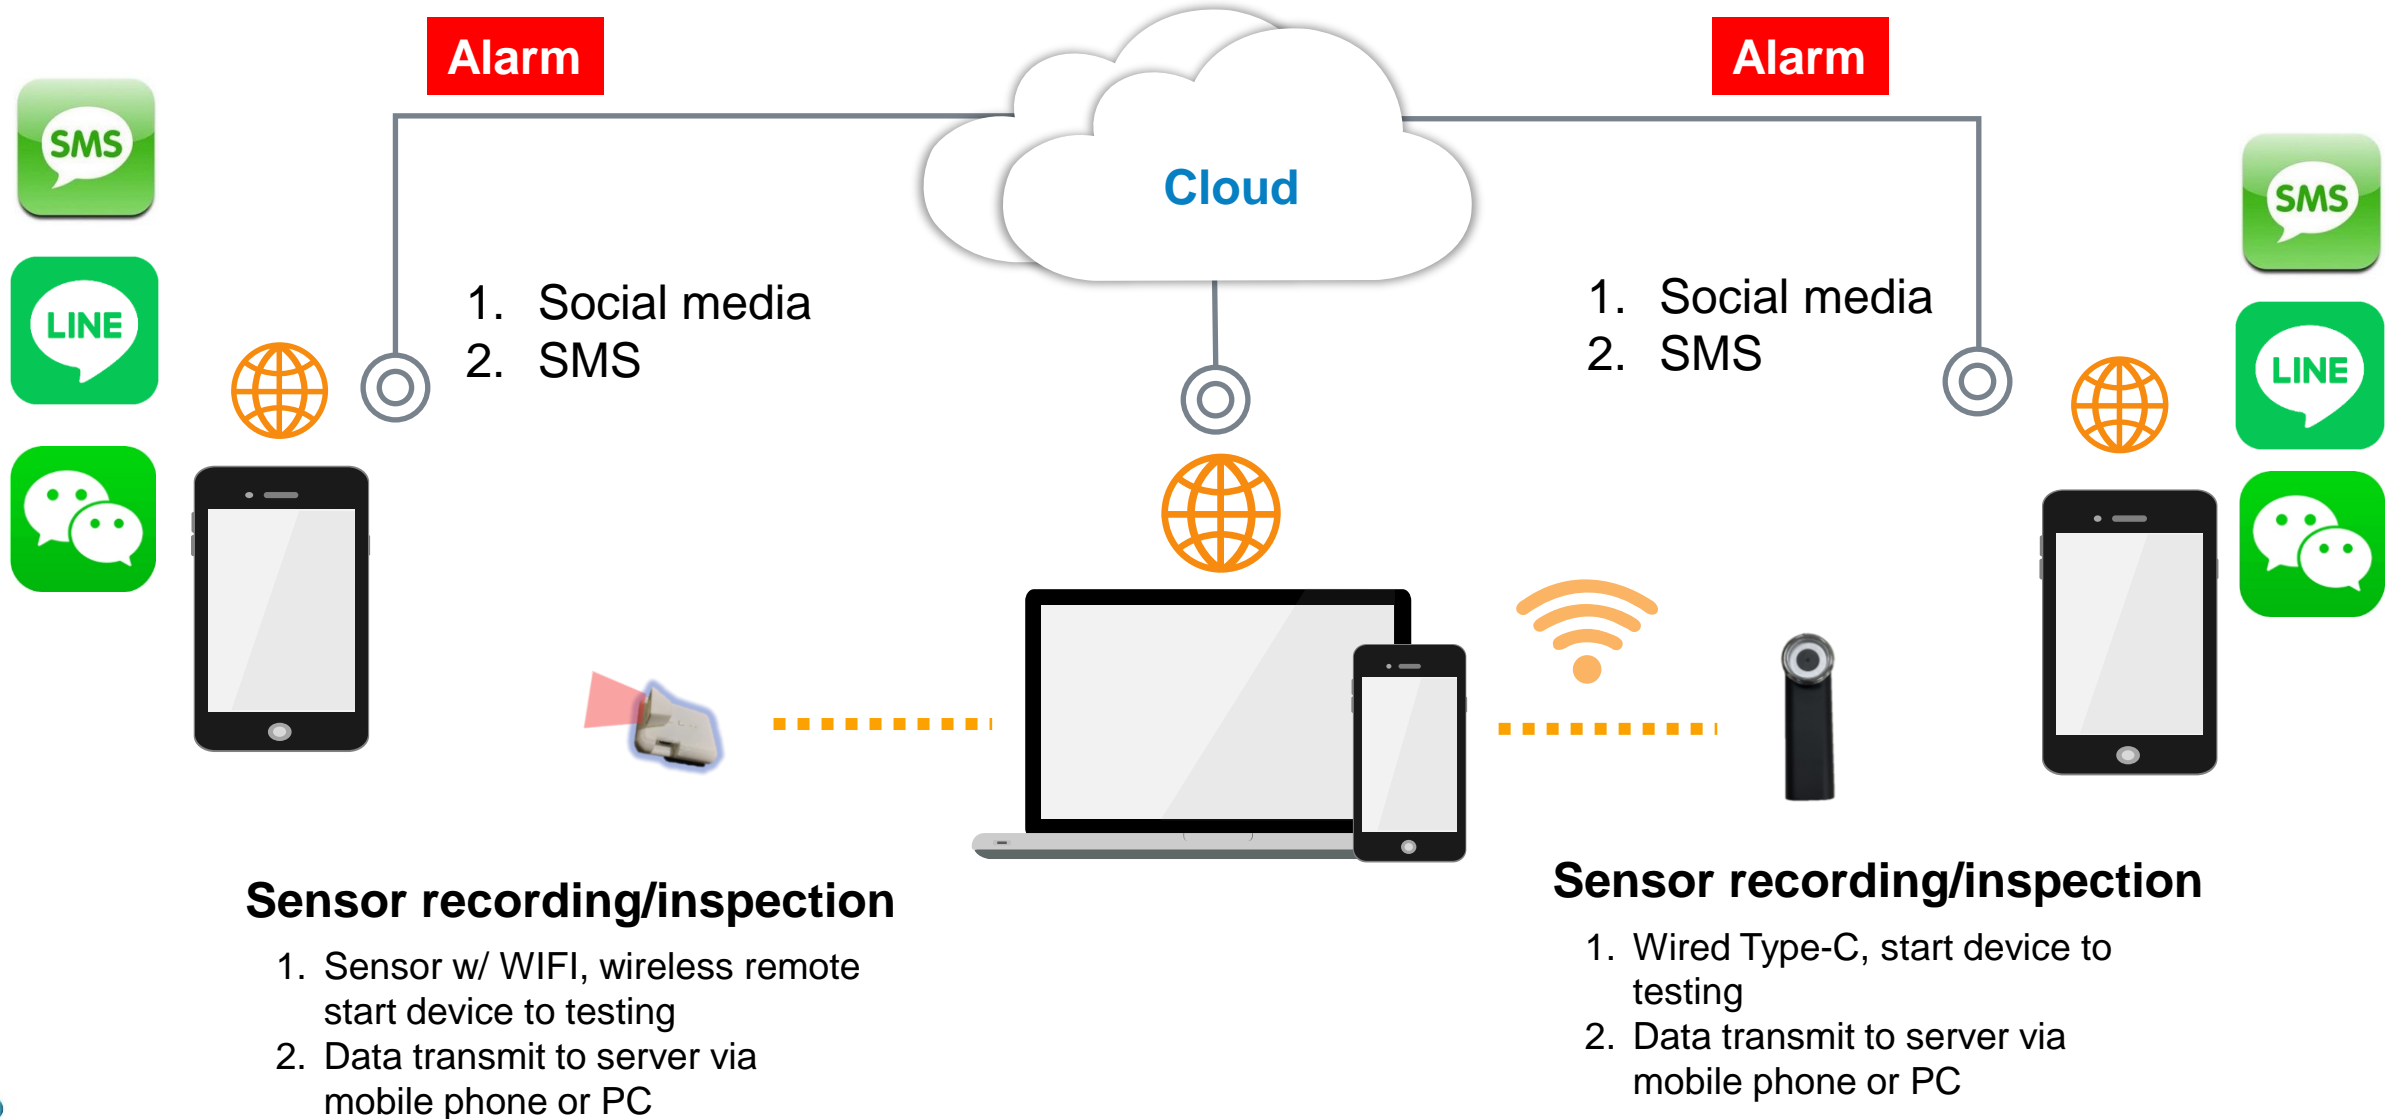 Alarm
Alarm
SMS
Cloud
SMS
LINE
1. Social media
2. SMS
1. Social media
2. SMS
LINE
Sensor recording/inspection
1. Sensor w/ WIFI, wireless remote
start device to testing
2. Data transmit to server via
mobile phone or PC
Sensor recording/inspection
1. Wired Type-C, start device to
testing
2. Data transmit to server via
mobile phone or PC